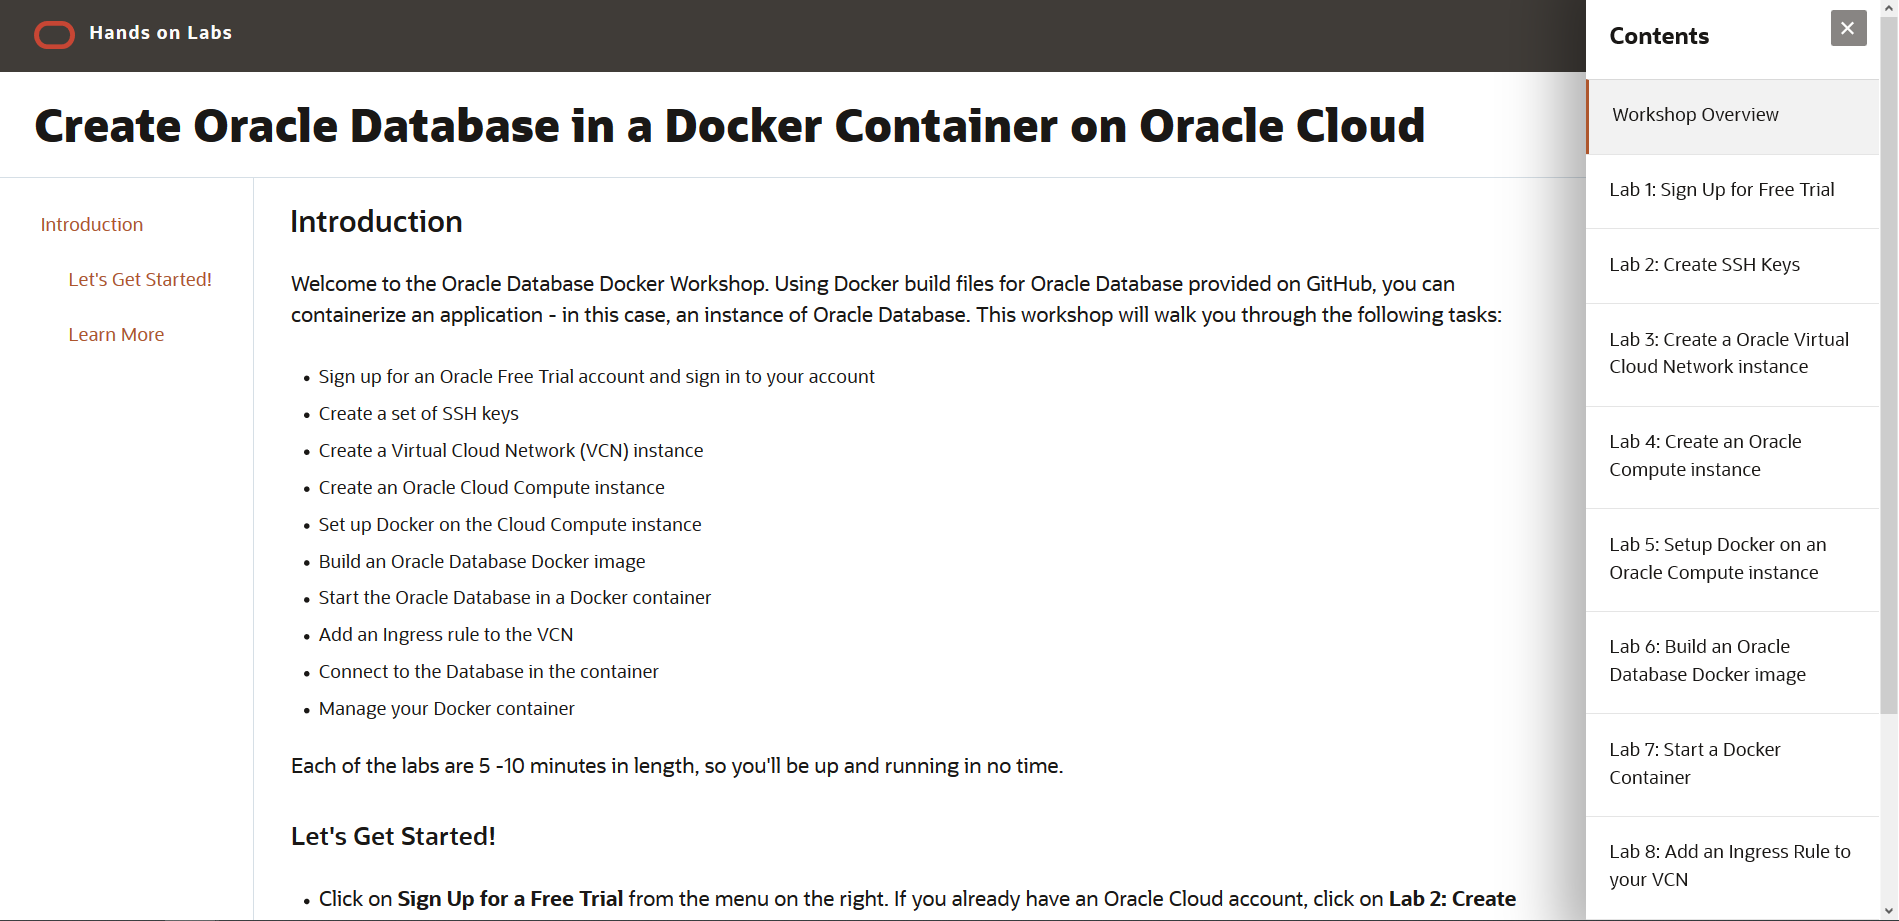 Hands on Labs
Create Oracle Database in a Docker Container on Oracle Cloud
Introduction
Let's Get Started!
Learn More
Introduction
Welcome to the Oracle Database Docker Workshop. Using Docker build files for Oracle Database provided on GitHub, you can
containerize an application - in this case, an instance of Oracle Database. This workshop will walk you through the following tasks:
• Sign up for an Oracle Free Trial account and sign in to your account
• Create a set of SSH keys
• Create a Virtual Cloud Network (VCN) instance
• Create an Oracle Cloud Compute instance
• Set up Docker on the Cloud Compute instance
• Build an Oracle Database Docker image
• Start the Oracle Database in a Docker container
• Add an Ingress rule to the VCN
• Connect to the Database in the container
• Manage your Docker container
Each of the labs are 5 -10 minutes in length, so you'll be up and running in no time.
Let's Get Started!
• Click on Sign Up for a Free Trial from the menu on the right. If you already have an Oracle Cloud account, click on Lab 2: Create
Contents
Workshop Overview
Lab 1: Sign Up for Free Trial
Lab 2: Create SSH Keys
Lab 3: Create a Oracle Virtual
Cloud Network instance
Lab 4: Create an Oracle
Compute instance
Lab 5: Setup Docker on an
Oracle Compute instance
Lab 6: Build an Oracle
Database Docker image
Lab 7: Start a Docker
Container
Lab 8: Add an Ingress Rule to
your VCN